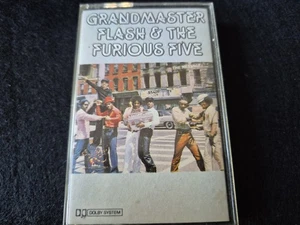 GRANDMASTER
FLASH & THE
FURIOUS FIVE
DOLBY SYSTEM